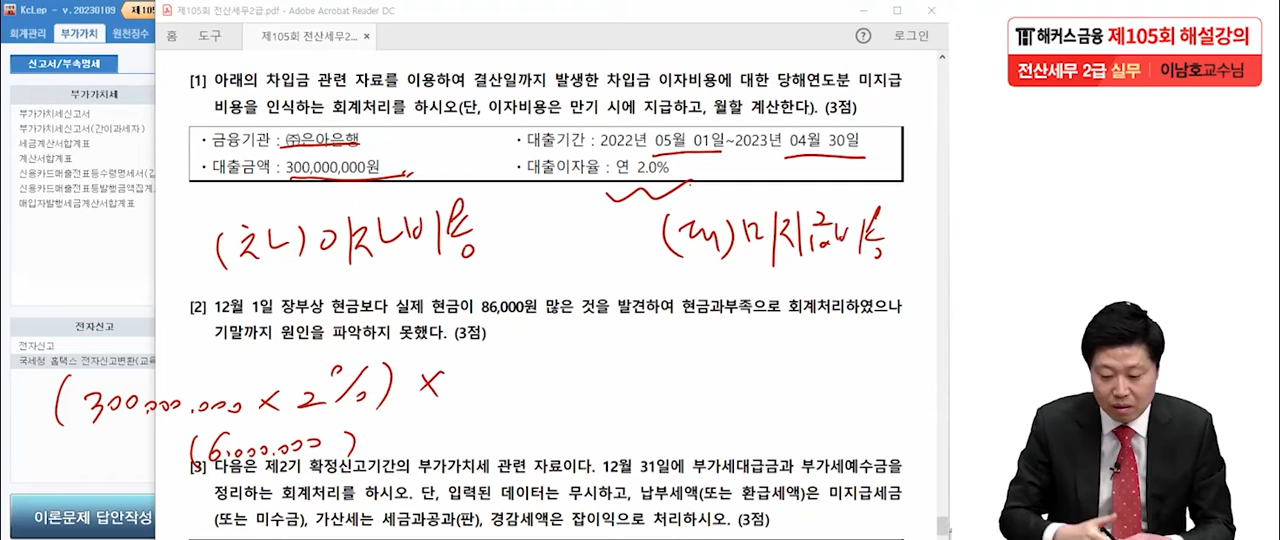 KcLep - v.20230109
제105회 전산세무2급.pdf - Adobe Acrobat Reader DC
회계관리 부가가치 원천징수
홈 도구 제105회 전산세무2... × 로그인
신고서/부속명세
부가가치세
부가가치세신고서
부가가치세신고서(간이과세자)
세금계산서합계표
계산서합계표
신용카드매출전표등수령명세서(갑
신용카드매출전표등발행금액집계.
매입자발행세금계산서합계표
전자신고
전자신고
국세청 홈택스 전자신고변환(교육
이론문제 답안작성
[1] 아래의 차입금 관련 자료를 이용하여 결산일까지 발생한 차입금 이자비용에 대한 당해연도분 미지급
비용을 인식하는 회계처리를 하시오(단, 이자비용은 만기 시에 지급하고, 월할 계산한다). (3점)
・금융기관 : ㈜은아은행 ・대출기간 : 2022년 05월 01일~2023년 04월 30일
・대출금액 : 300,000,000원 ・대출이자율 : 연 2.0%
(차) 이자비용 (대) 미지급비용
[2] 12월 1일 장부상 현금보다 실제 현금이 86,000원 많은 것을 발견하여 현금과부족으로 회계처리하였으나
기말까지 원인을 파악하지 못했다. (3점)
(300,000,000 × 2%) ×
(6,000,000)
[3] 다음은 제2기 확정신고기간의 부가가치세 관련 자료이다. 12월 31일에 부가세대급금과 부가세예수금을
정리하는 회계처리를 하시오. 단, 입력된 데이터는 무시하고, 납부세액(또는 환급세액)은 미지급세금
(또는 미수금), 가산세는 세금과공과(판), 경감세액은 잡이익으로 처리하시오. (3점)
해커스금융 제105회 해설강의
전산세무 2급 실무 이남호교수님